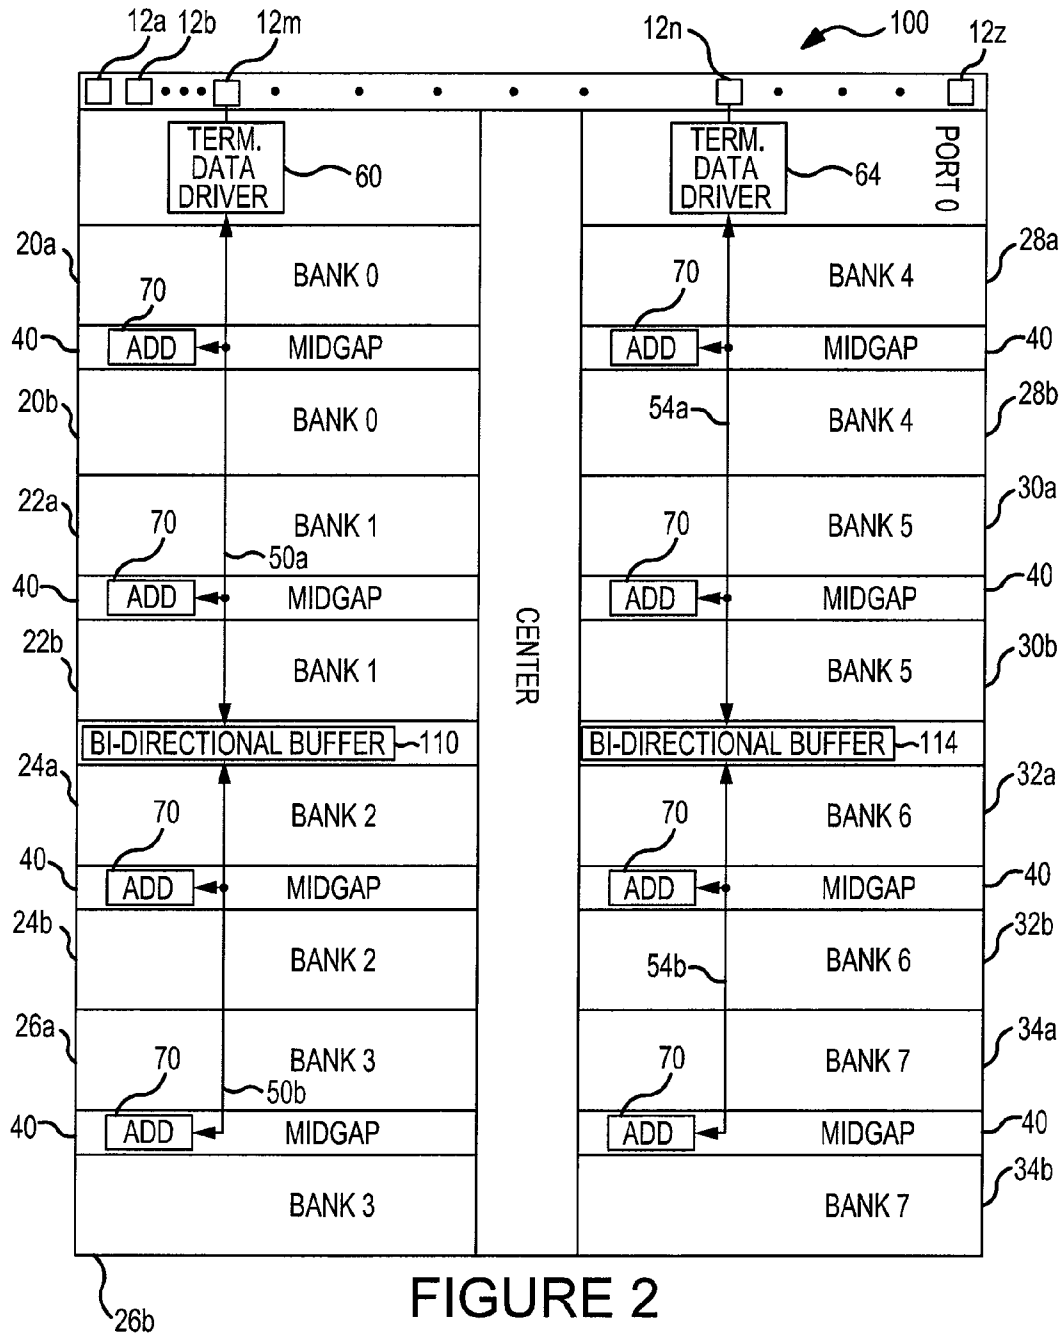 12a 12b 12m 12n 100 12z
TERM. DATA DRIVER 60 TERM. DATA DRIVER 64 PORT 0
20a BANK 0 BANK 4 28a
70 70
40 ADD MIDGAP ADD MIDGAP 40
20b BANK 0 54a BANK 4 28b
22a BANK 1 BANK 5 30a
70 50a 70
40 ADD MIDGAP ADD MIDGAP 40
CENTER
22b BANK 1 BANK 5 30b
BI-DIRECTIONAL BUFFER 110 BI-DIRECTIONAL BUFFER 114
24a BANK 2 BANK 6 32a
70 70
40 ADD MIDGAP ADD MIDGAP 40
24b BANK 2 54b BANK 6 32b
26a BANK 3 BANK 7 34a
70 50b 70
40 ADD MIDGAP ADD MIDGAP 40
BANK 3 BANK 7 34b
26b
FIGURE 2